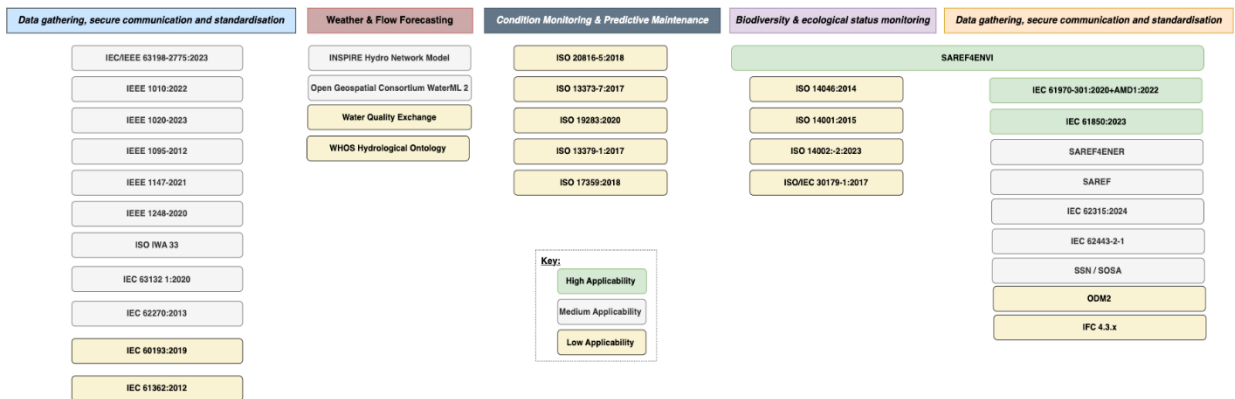 Data gathering, secure communication and standardisation
IEC/IEEE 63198-2775:2023
IEEE 1010:2022
IEEE 1020-2023
IEEE 1095-2012
IEEE 1147-2021
IEEE 1248-2020
ISO IWA 33
IEC 63132 1:2020
IEC 62270:2013
IEC 60193:2019
IEC 61362:2012
Weather & Flow Forecasting
INSPIRE Hydro Network Model
Open Geospatial Consortium WaterML 2
Water Quality Exchange
WHOS Hydrological Ontology
Condition Monitoring & Predictive Maintenance
ISO 20816-5:2018
ISO 13373-7:2017
ISO 19283:2020
ISO 13379-1:2017
ISO 17359:2018
Key:
High Applicability
Medium Applicability
Low Applicability
Biodiversity & ecological status monitoring
SAREF4ENVI
ISO 14046:2014
ISO 14001:2015
ISO 14002:-2:2023
ISO/IEC 30179-1:2017
Data gathering, secure communication and standardisation
IEC 61970-301:2020+AMD1:2022
IEC 61850:2023
SAREF4ENER
SAREF
IEC 62315:2024
IEC 62443-2-1
SSN / SOSA
ODM2
IFC 4.3.x